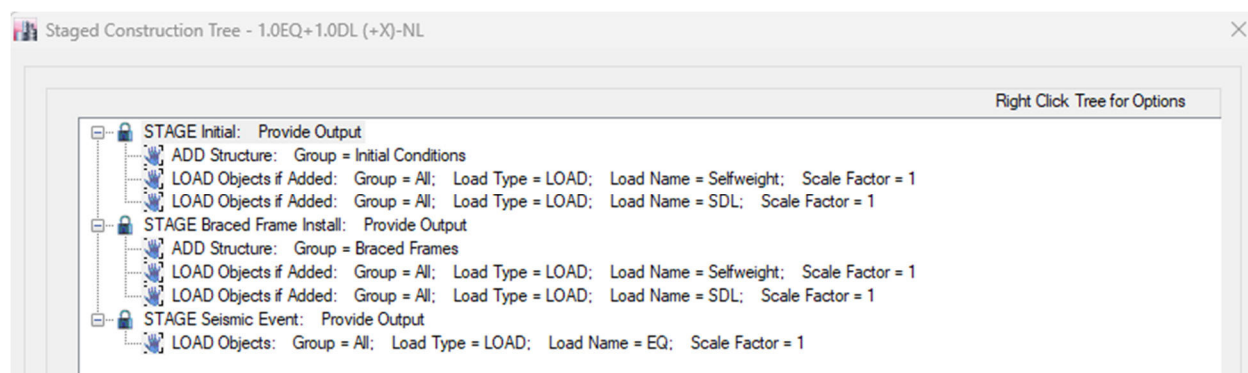 Staged Construction Tree - 1.0EQ+1.0DL (+X)-NL
Right Click Tree for Options
STAGE Initial: Provide Output
ADD Structure: Group = Initial Conditions
LOAD Objects if Added: Group = All; Load Type = LOAD; Load Name = Selfweight; Scale Factor = 1
LOAD Objects if Added: Group = All; Load Type = LOAD; Load Name = SDL; Scale Factor = 1
STAGE Braced Frame Install: Provide Output
ADD Structure: Group = Braced Frames
LOAD Objects if Added: Group = All; Load Type = LOAD; Load Name = Selfweight; Scale Factor = 1
LOAD Objects if Added: Group = All; Load Type = LOAD; Load Name = SDL; Scale Factor = 1
STAGE Seismic Event: Provide Output
LOAD Objects: Group = All; Load Type = LOAD; Load Name = EQ; Scale Factor = 1